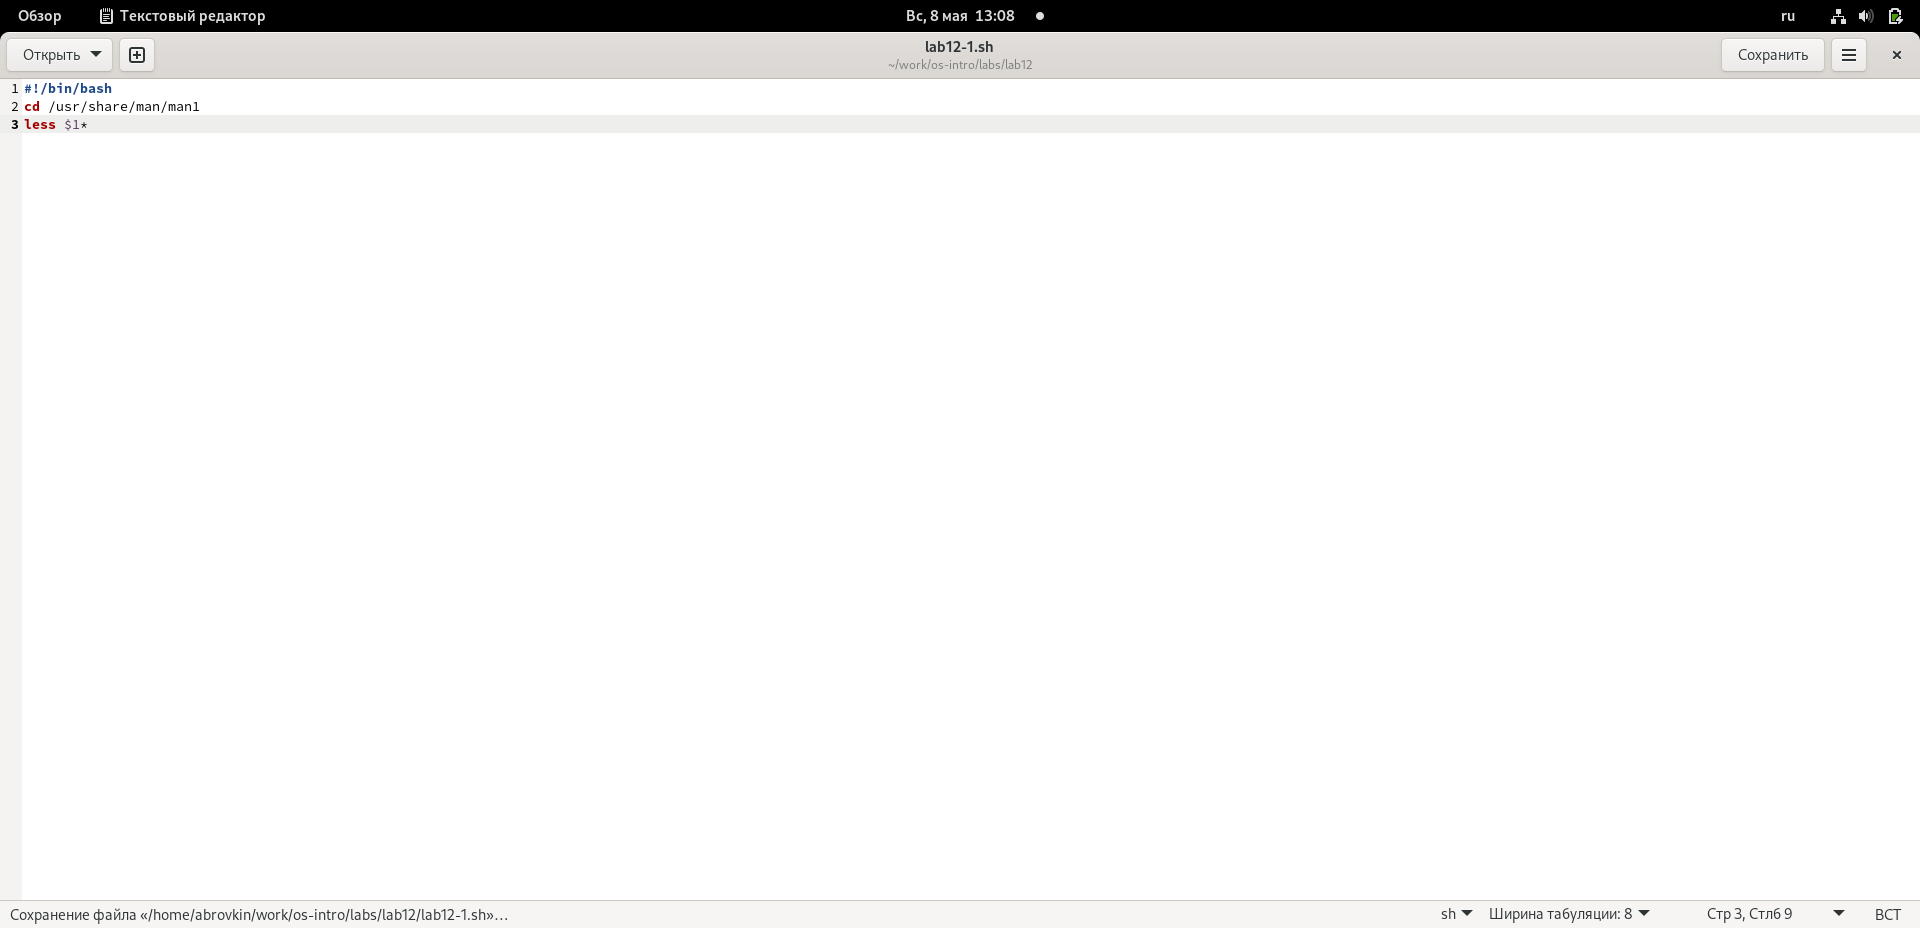 Обзор Текстовый редактор Вс, 8 мая 13:08 ru
Открыть lab12-1.sh Сохранить
~/work/os-intro/labs/lab12
1 #!/bin/bash
2 cd /usr/share/man/man1
3 less $1*
Сохранение файла «/home/abrovkin/work/os-intro/labs/lab12/lab12-1.sh»… sh Ширина табуляции: 8 Стр 3, Стлб 9 ВСТ